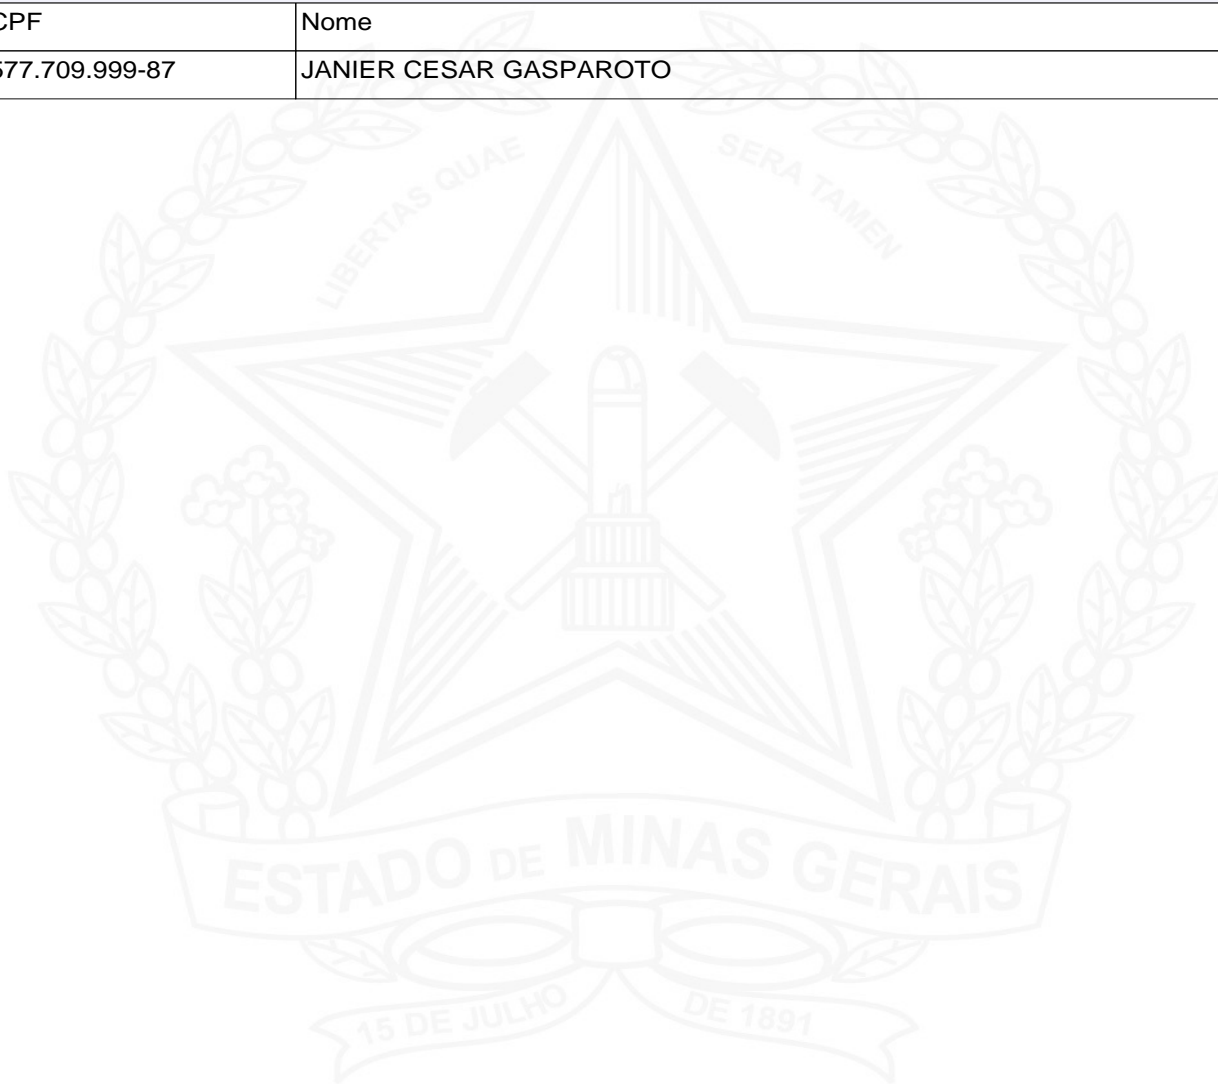 CPF Nome
577.709.999-87 JANIER CESAR GASPAROTO
LIBERTAS QUAE SERA TAMEN
ESTADO DE MINAS GERAIS
15 DE JULHO DE 1891